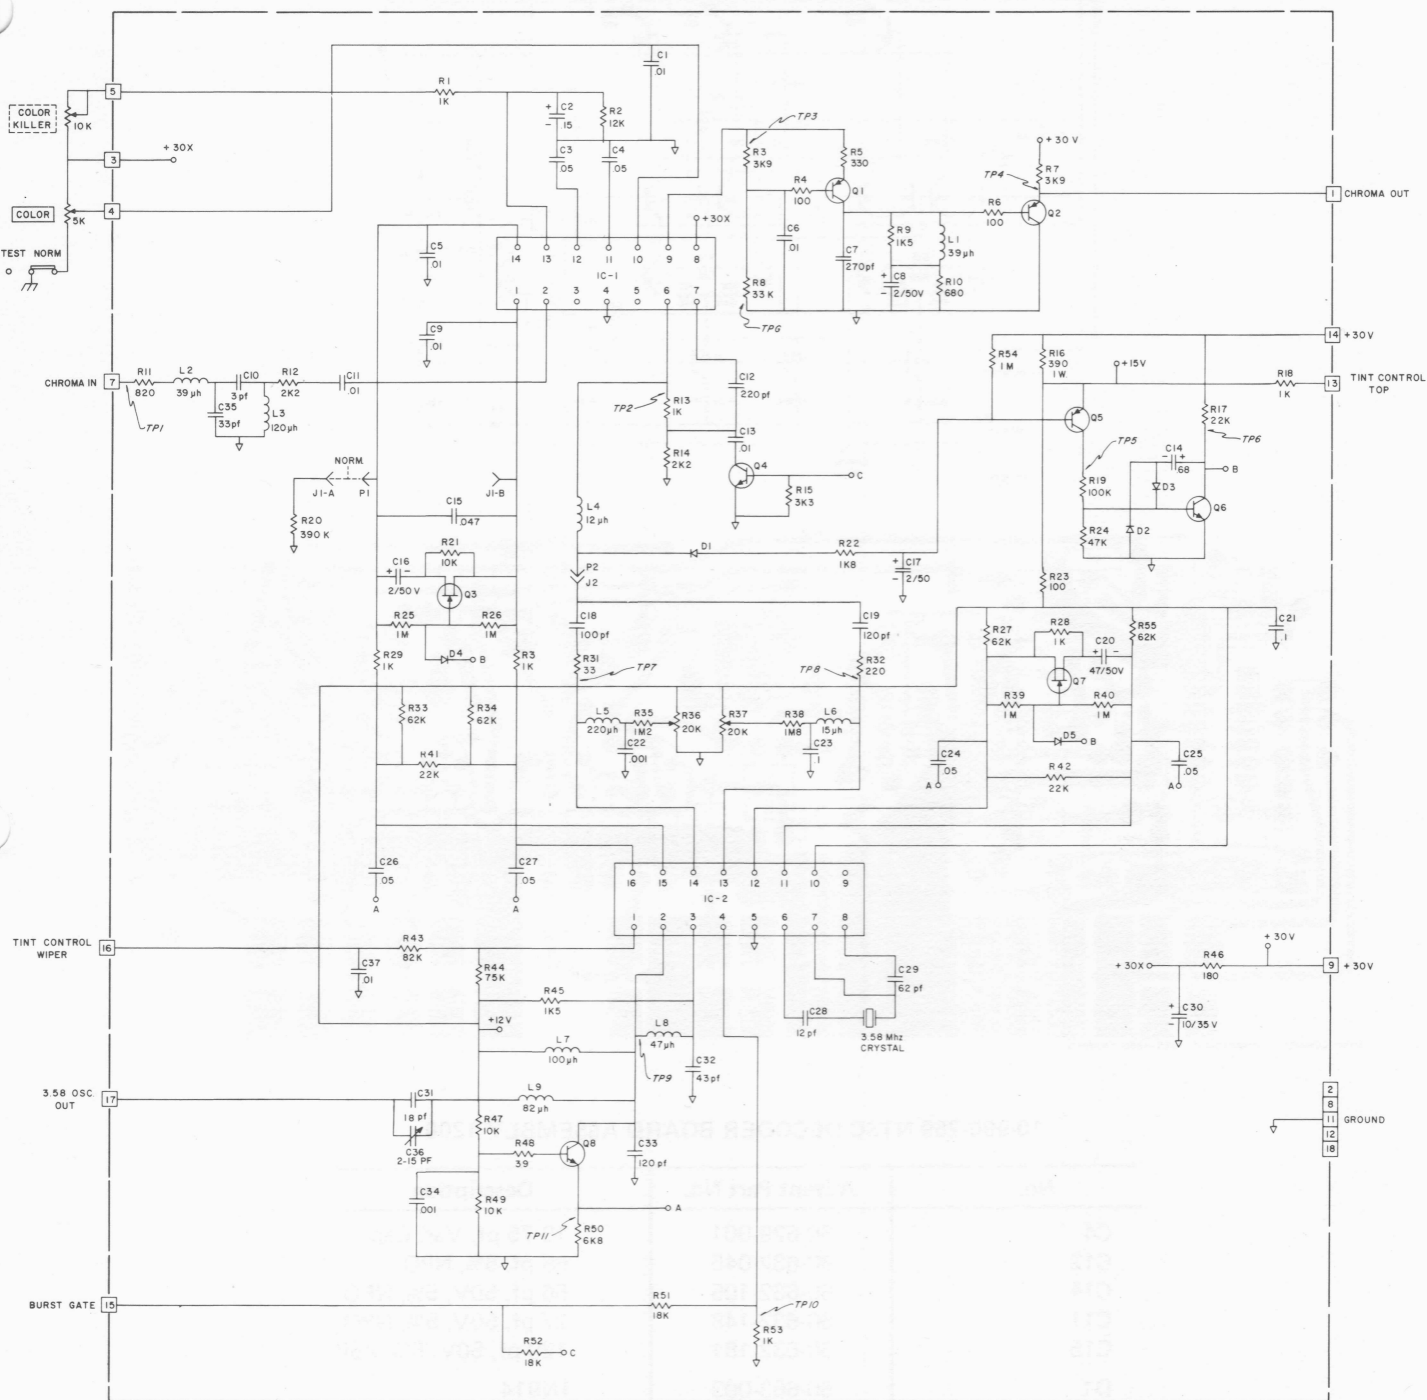 C1
.01
5
R1
1K
COLOR
KILLER
10K
C2
.15
R2
12K
TP3
+30X
3
+30 V
C3
.05
C4
.05
R3
3K9
R5
330
R7
3K9
TP4
R4
100
Q1
1
CHROMA OUT
COLOR
4
5K
R6
100
Q2
+30X
TEST NORM
C5
.01
C6
.01
R9
1K5
L1
39µh
14
13
12
11
10
9
8
IC-1
C7
270pf
C8
2/50V
R10
680
R8
33K
1
2
3
4
5
6
7
TP6
C9
.01
14
+30V
R54
1M
R16
390
1W.
+15V
CHROMA IN
7
R11
820
L2
39µh
C10
3pf
R12
2K2
C11
.01
C12
220pf
R18
1K
13
TINT CONTROL
TOP
TP1
C35
33pf
L3
120µh
TP2
R13
1K
Q5
R17
22K
TP5
TP6
C13
.01
NORM.
J1-A
P1
J1-B
R14
2K2
Q4
C
C14
68
B
R15
3K3
R19
100K
D3
Q6
R20
390K
C15
.047
L4
12µh
R24
47K
D2
R21
10K
D1
R22
1K8
C16
2/50V
C17
2/50
P2
J2
Q3
R23
100
R25
1M
R26
1M
C18
100pf
C19
120pf
R27
62K
R28
1K
R55
62K
C21
.1
C20
47/50V
R29
1K
D4
B
R3
1K
R31
33
TP7
TP8
R32
220
Q7
R33
62K
R34
62K
R39
1M
R40
1M
L5
220µh
R35
1M2
R36
20K
R37
20K
R38
1M8
L6
15µh
D5
B
C22
.001
C23
.1
C24
.05
C25
.05
R41
22K
A
R42
22K
A
C26
.05
C27
.05
A
A
16
15
14
13
12
11
10
9
IC-2
1
2
3
4
5
6
7
8
TINT CONTROL
WIPER
16
R43
82K
+30V
C37
.01
R44
75K
+30X
R46
180
9
+30V
C29
62pf
R45
1K5
C30
10/35V
+12V
C28
12pf
3.58 Mhz
CRYSTAL
L7
100µh
L8
47µh
TP9
C32
43pf
3.58 OSC.
OUT
17
C31
18pf
L9
82µh
2
8
11
12
18
GROUND
C36
2-15 PF
R47
10K
R48
39
Q8
C33
120pf
C34
.001
R49
10K
A
TP11
R50
6K8
BURST GATE
15
R51
18K
TP10
R53
1K
R52
18K
C